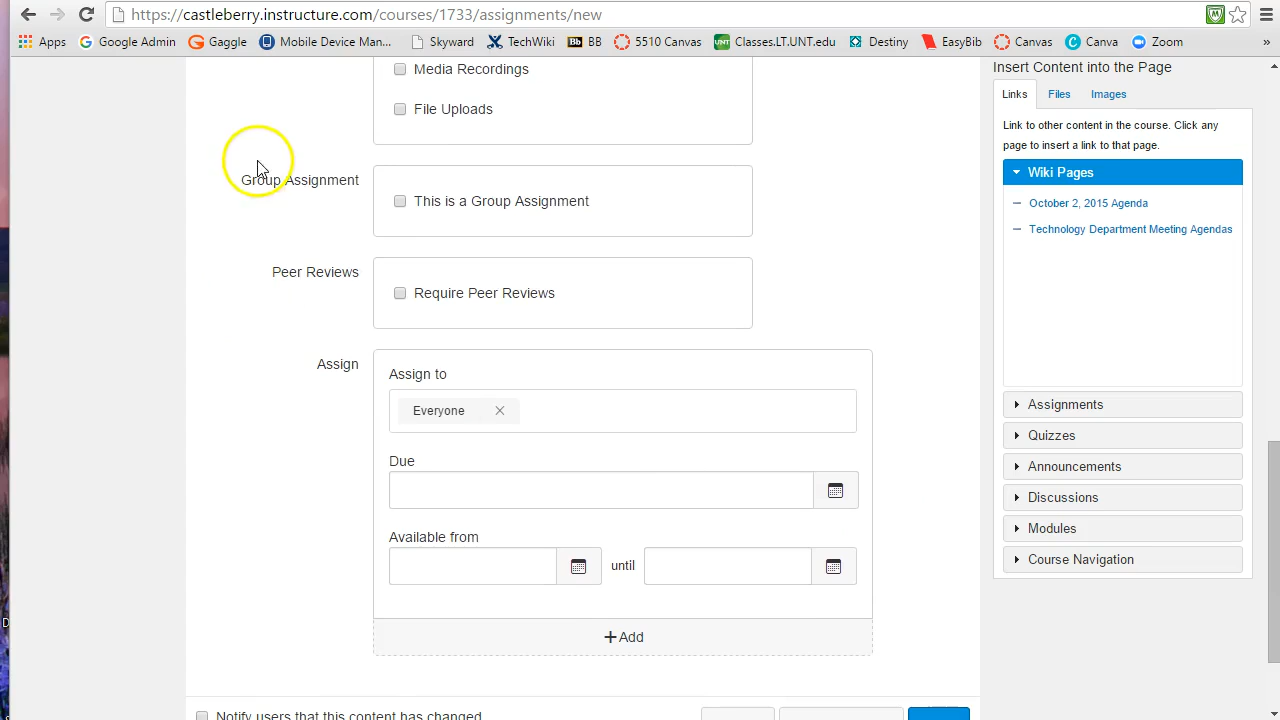 https://castleberry.instructure.com/courses/1733/assignments/new
Apps Google Admin Gaggle Mobile Device Man... Skyward TechWiki BB 5510 Canvas Classes.LT.UNT.edu Destiny EasyBib Canvas Canva Zoom »
Media Recordings
File Uploads
Group Assignment
This is a Group Assignment
Peer Reviews
Require Peer Reviews
Assign
Assign to
Everyone
Due
Available from
until
Add
Notify users that this content has changed
Insert Content into the Page
Links Files Images
Link to other content in the course. Click any
page to insert a link to that page.
Wiki Pages
October 2, 2015 Agenda
Technology Department Meeting Agendas
Assignments
Quizzes
Announcements
Discussions
Modules
Course Navigation